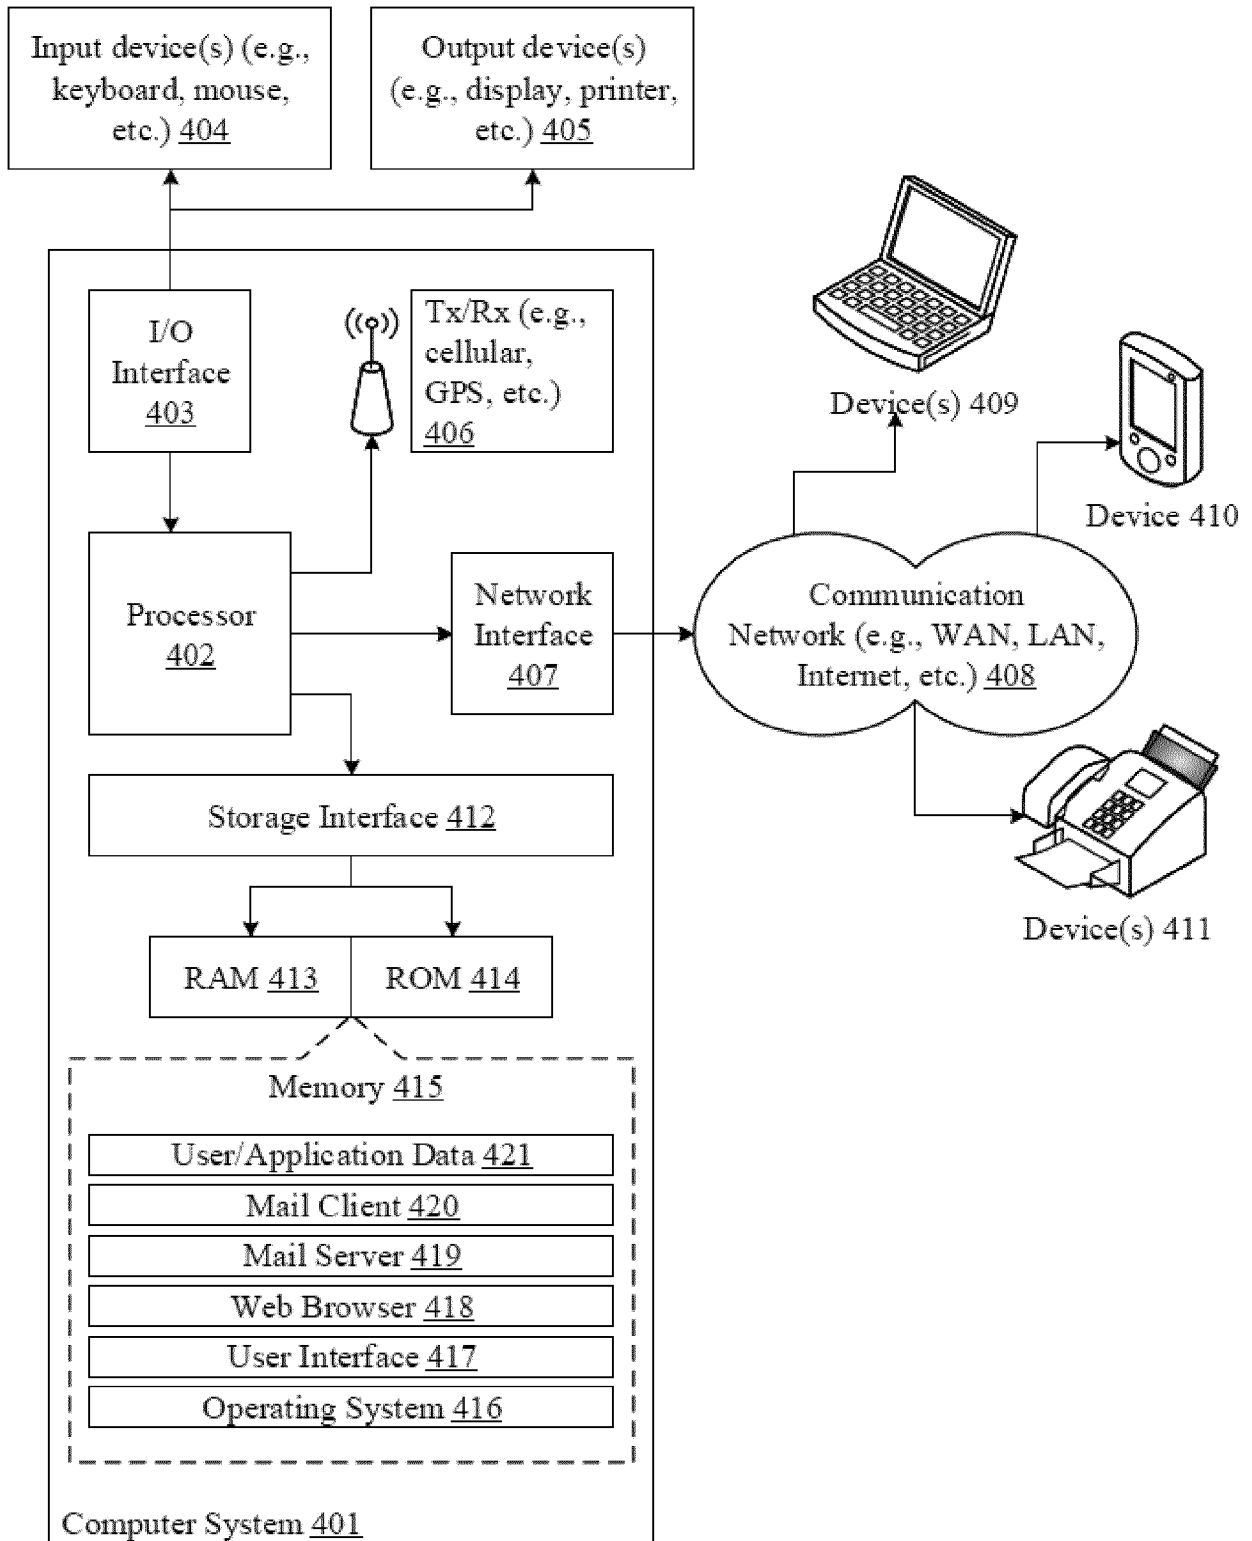 Input device(s) (e.g.,
keyboard, mouse,
etc.) 404
Output device(s)
(e.g., display, printer,
etc.) 405
I/O
Interface
403
Tx/Rx (e.g.,
cellular,
GPS, etc.)
406
Device(s) 409
Device 410
Processor
402
Network
Interface
407
Communication
Network (e.g., WAN, LAN,
Internet, etc.) 408
Storage Interface 412
Device(s) 411
RAM 413
ROM 414
Memory 415
User/Application Data 421
Mail Client 420
Mail Server 419
Web Browser 418
User Interface 417
Operating System 416
Computer System 401